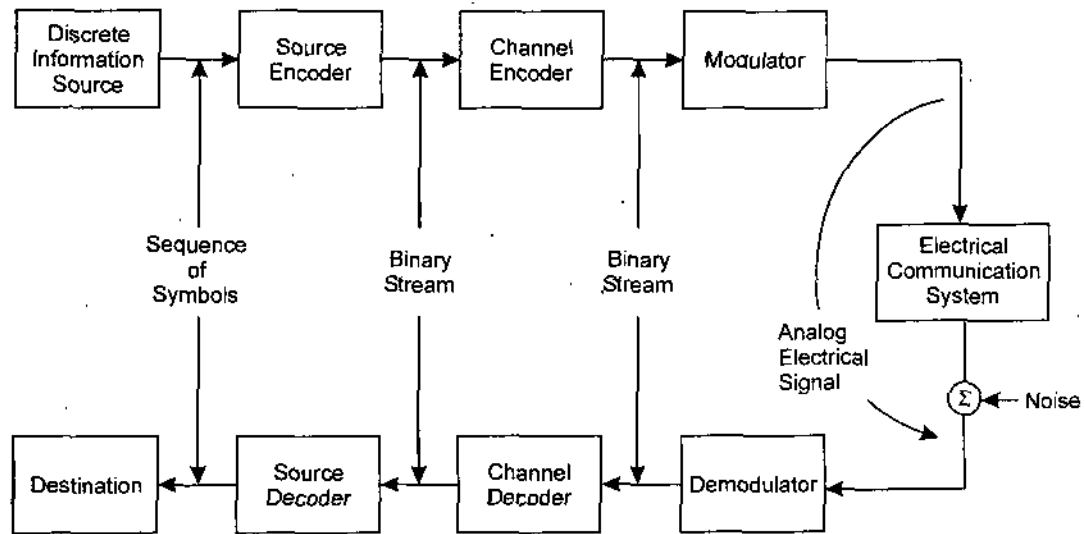 Discrete
Information
Source
Source
Encoder
Channel
Encoder
Modulator
Sequence
of
Symbols
Binary
Stream
Binary
Stream
Electrical
Communication
System
Analog
Electrical
Signal
Σ
Noise
Destination
Source
Decoder
Channel
Decoder
Demodulator